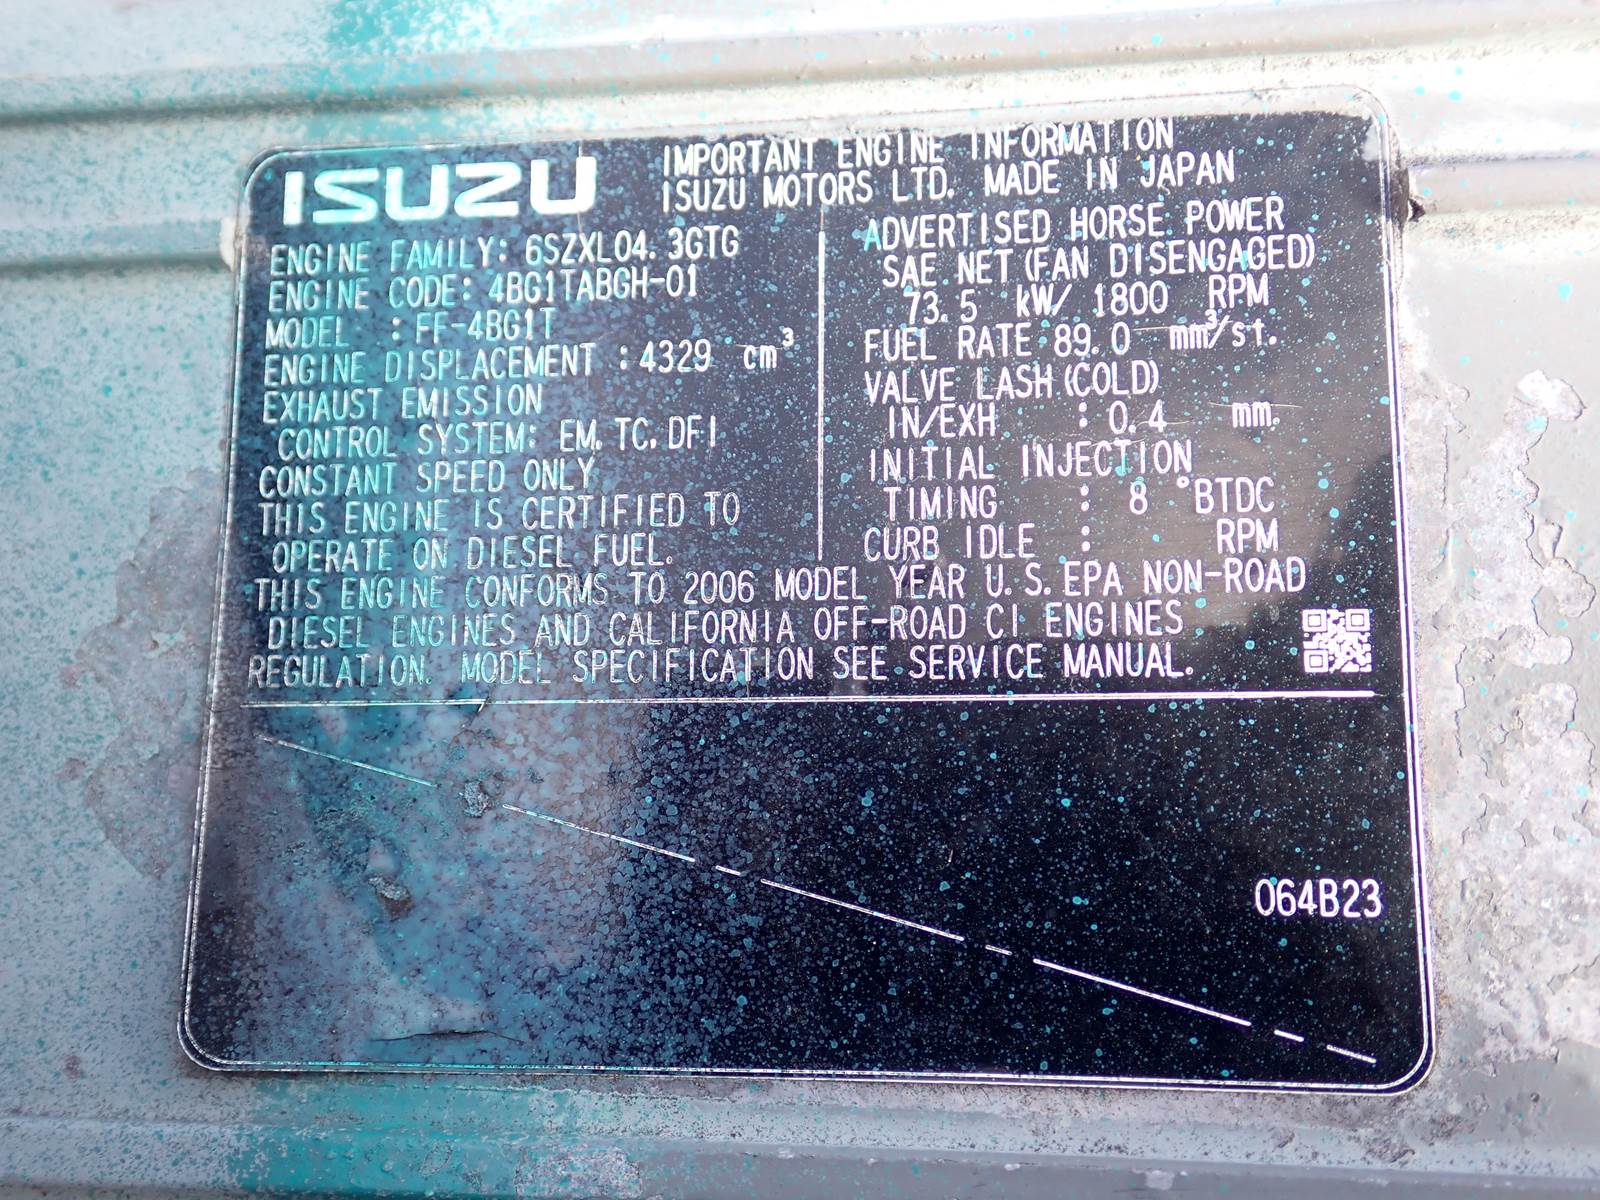 ISUZU
IMPORTANT ENGINE INFORMATION
ISUZU MOTORS LTD. MADE IN JAPAN
ENGINE FAMILY: 6SZXL04.3GTG
ENGINE CODE: 4BG1TABGH-01
MODEL : FF-4BG1T
ENGINE DISPLACEMENT : 4329 cm³
EXHAUST EMISSION
CONTROL SYSTEM: EM, TC, DFI
CONSTANT SPEED ONLY
THIS ENGINE IS CERTIFIED TO
OPERATE ON DIESEL FUEL.
ADVERTISED HORSE POWER
SAE NET (FAN DISENGAGED)
73.5 kW/ 1800 RPM
FUEL RATE 89.0 mm³/st.
VALVE LASH (COLD)
IN/EXH : 0.4 mm.
INITIAL INJECTION
TIMING : 8 °BTDC
CURB IDLE : RPM
THIS ENGINE CONFORMS TO 2006 MODEL YEAR U.S. EPA NON-ROAD
DIESEL ENGINES AND CALIFORNIA OFF-ROAD CI ENGINES
REGULATION. MODEL SPECIFICATION SEE SERVICE MANUAL.
064B23